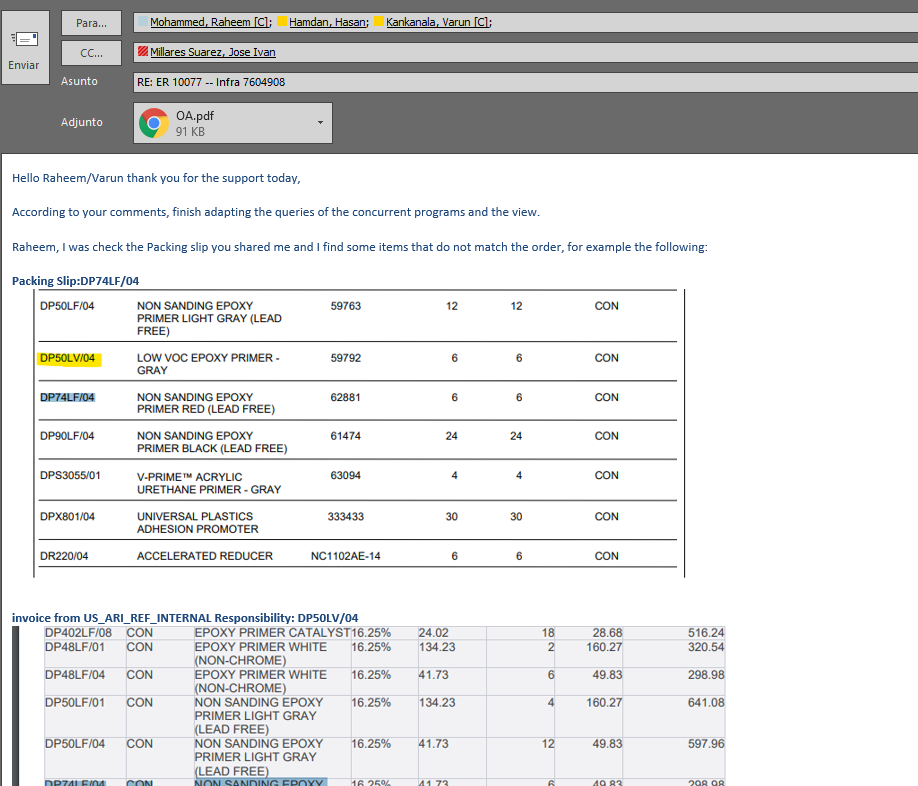 Enviar
Para...
Mohammed, Raheem [C]; Hamdan, Hasan; Kankanala, Varun [C];
CC...
Millares Suarez, Jose Ivan
Asunto
RE: ER 10077 -- Infra 7604908
Adjunto
OA.pdf
91 KB
Hello Raheem/Varun thank you for the support today,
According to your comments, finish adapting the queries of the concurrent programs and the view.
Raheem, I was check the Packing slip you shared me and I find some items that do not match the order, for example the following:
Packing Slip:DP74LF/04
DP50LF/04 NON SANDING EPOXY 59763 12 12 CON
PRIMER LIGHT GRAY (LEAD
FREE)
DP50LV/04 LOW VOC EPOXY PRIMER - 59792 6 6 CON
GRAY
DP74LF/04 NON SANDING EPOXY 62881 6 6 CON
PRIMER RED (LEAD FREE)
DP90LF/04 NON SANDING EPOXY 61474 24 24 CON
PRIMER BLACK (LEAD FREE)
DPS3055/01 V-PRIME™ ACRYLIC 63094 4 4 CON
URETHANE PRIMER - GRAY
DPX801/04 UNIVERSAL PLASTICS 333433 30 30 CON
ADHESION PROMOTER
DR220/04 ACCELERATED REDUCER NC1102AE-14 6 6 CON
invoice from US_ARI_REF_INTERNAL Responsibility: DP50LV/04
DP402LF/08 CON EPOXY PRIMER CATALYST 16.25% 24.02 18 28.68 516.24
DP48LF/01 CON EPOXY PRIMER WHITE 16.25% 134.23 2 160.27 320.54
(NON-CHROME)
DP48LF/04 CON EPOXY PRIMER WHITE 16.25% 41.73 6 49.83 298.98
(NON-CHROME)
DP50LF/01 CON NON SANDING EPOXY 16.25% 134.23 4 160.27 641.08
PRIMER LIGHT GRAY
(LEAD FREE)
DP50LF/04 CON NON SANDING EPOXY 16.25% 41.73 12 49.83 597.96
PRIMER LIGHT GRAY
(LEAD FREE)
DP74LF/04 CON NON SANDING EPOXY 16.25% 41.73 6 49.83 298.98